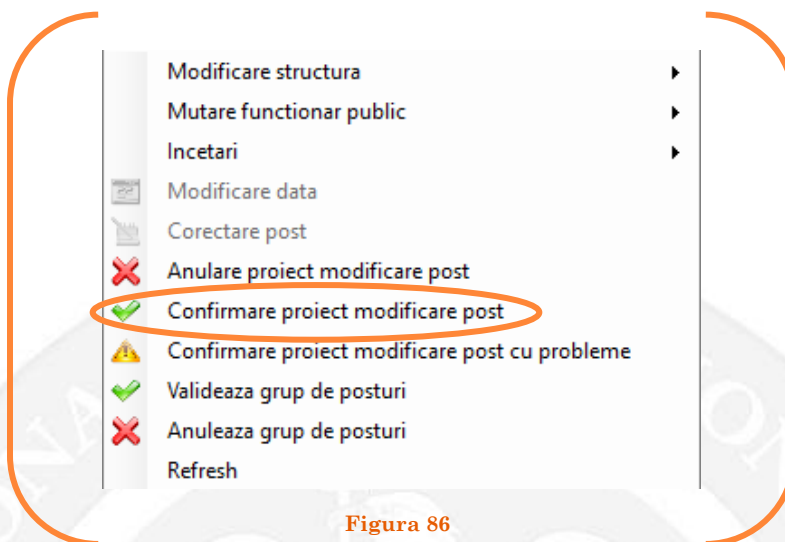 Modificare structura
Mutare functionar public
Incetari
Modificare data
Corectare post
Anulare proiect modificare post
Confirmare proiect modificare post
Confirmare proiect modificare post cu probleme
Valideaza grup de posturi
Anuleaza grup de posturi
Refresh
Figura 86